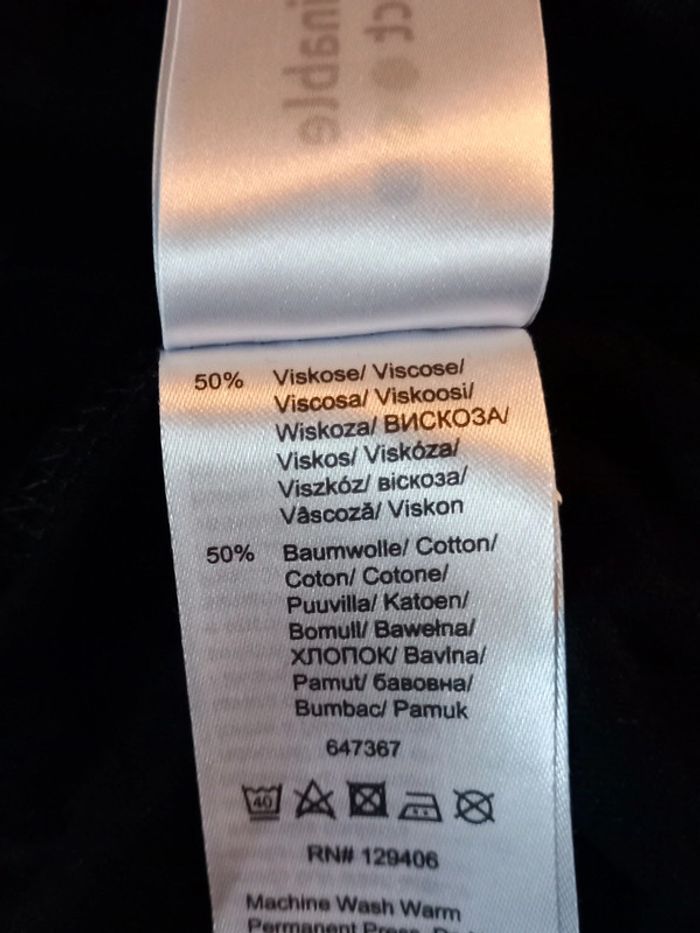 50% Viskose/ Viscose/
Viscosa/ Viskoosi/
Wiskoza/ ВИСКОЗА/
Viskos/ Viskóza/
Viszkóz/ віскоза/
Vâscoză/ Viskon
50% Baumwolle/ Cotton/
Coton/ Cotone/
Puuvilla/ Katoen/
Bomull/ Bawełna/
ХЛОПОК/ Bavlna/
Pamut/ бавовна/
Bumbac/ Pamuk
647367
40
RN# 129406
Machine Wash Warm
Permanent